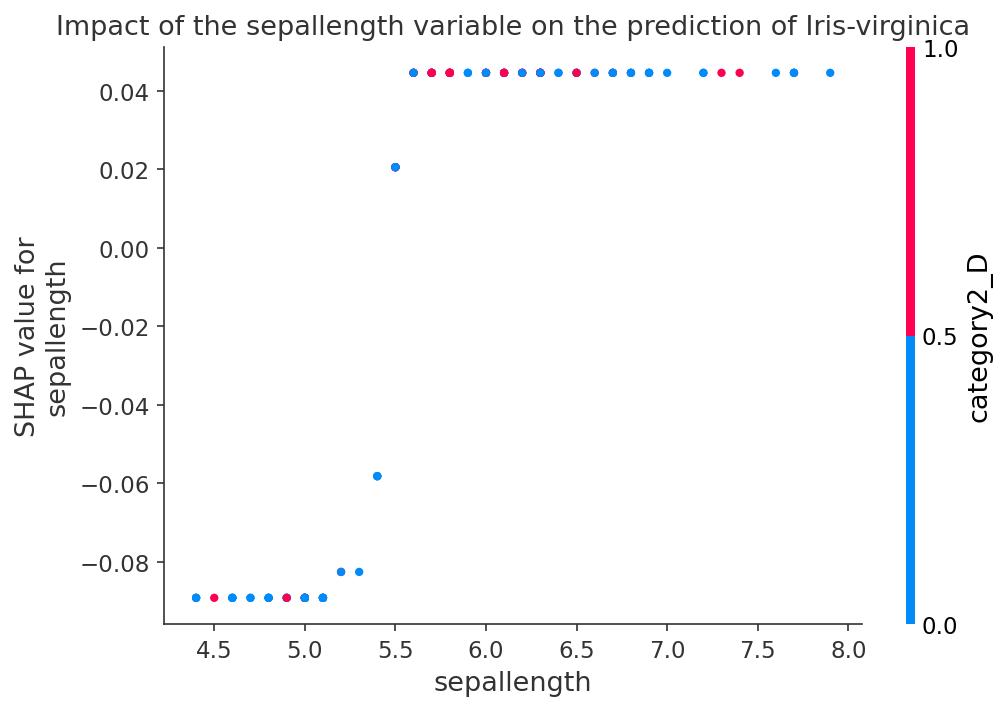 Impact of the sepallength variable on the prediction of Iris-virginica
0.04
0.02
0.00
−0.02
−0.04
−0.06
−0.08
SHAP value for
sepallength
4.5 5.0 5.5 6.0 6.5 7.0 7.5 8.0
sepallength
1.0
0.5
0.0
category2_D